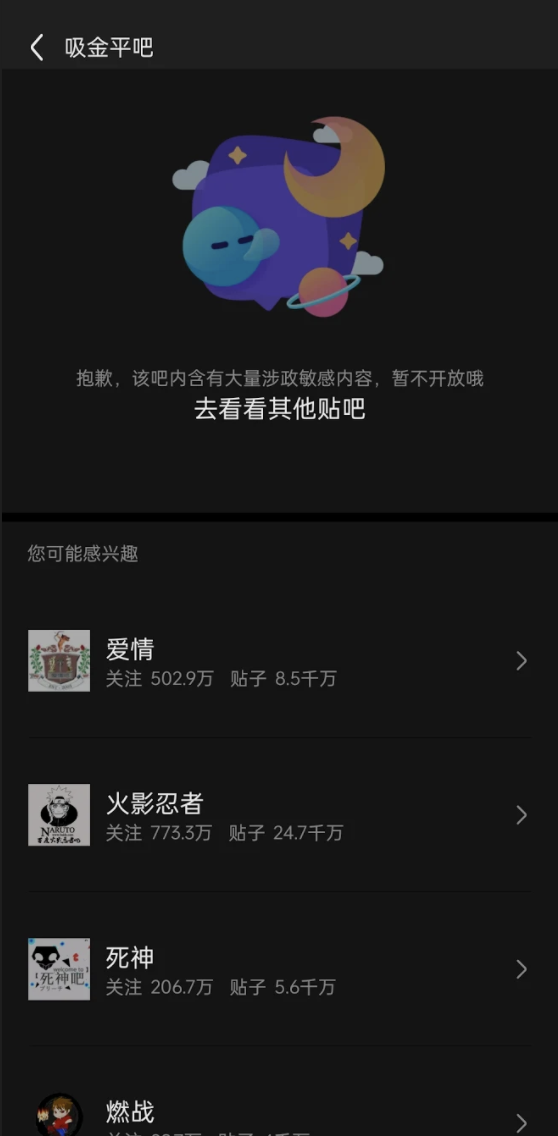 吸金平吧
抱歉，该吧内含有大量涉政敏感内容，暂不开放哦
去看看其他贴吧
您可能感兴趣
爱情
关注 502.9万 贴子 8.5千万
火影忍者
关注 773.3万 贴子 24.7千万
NARUTO
死神
关注 206.7万 贴子 5.6千万
welcome to
死神吧
燃战